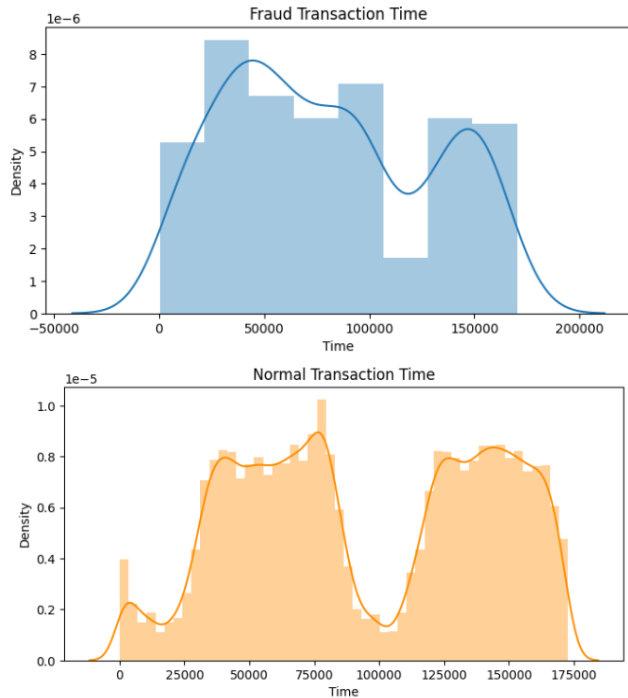 Fraud Transaction Time
1e−6
8
7
6
5
4
3
2
1
0
Density
−50000 0 50000 100000 150000 200000
Time
Normal Transaction Time
1e−5
1.0
0.8
0.6
0.4
0.2
0.0
Density
0 25000 50000 75000 100000 125000 150000 175000
Time